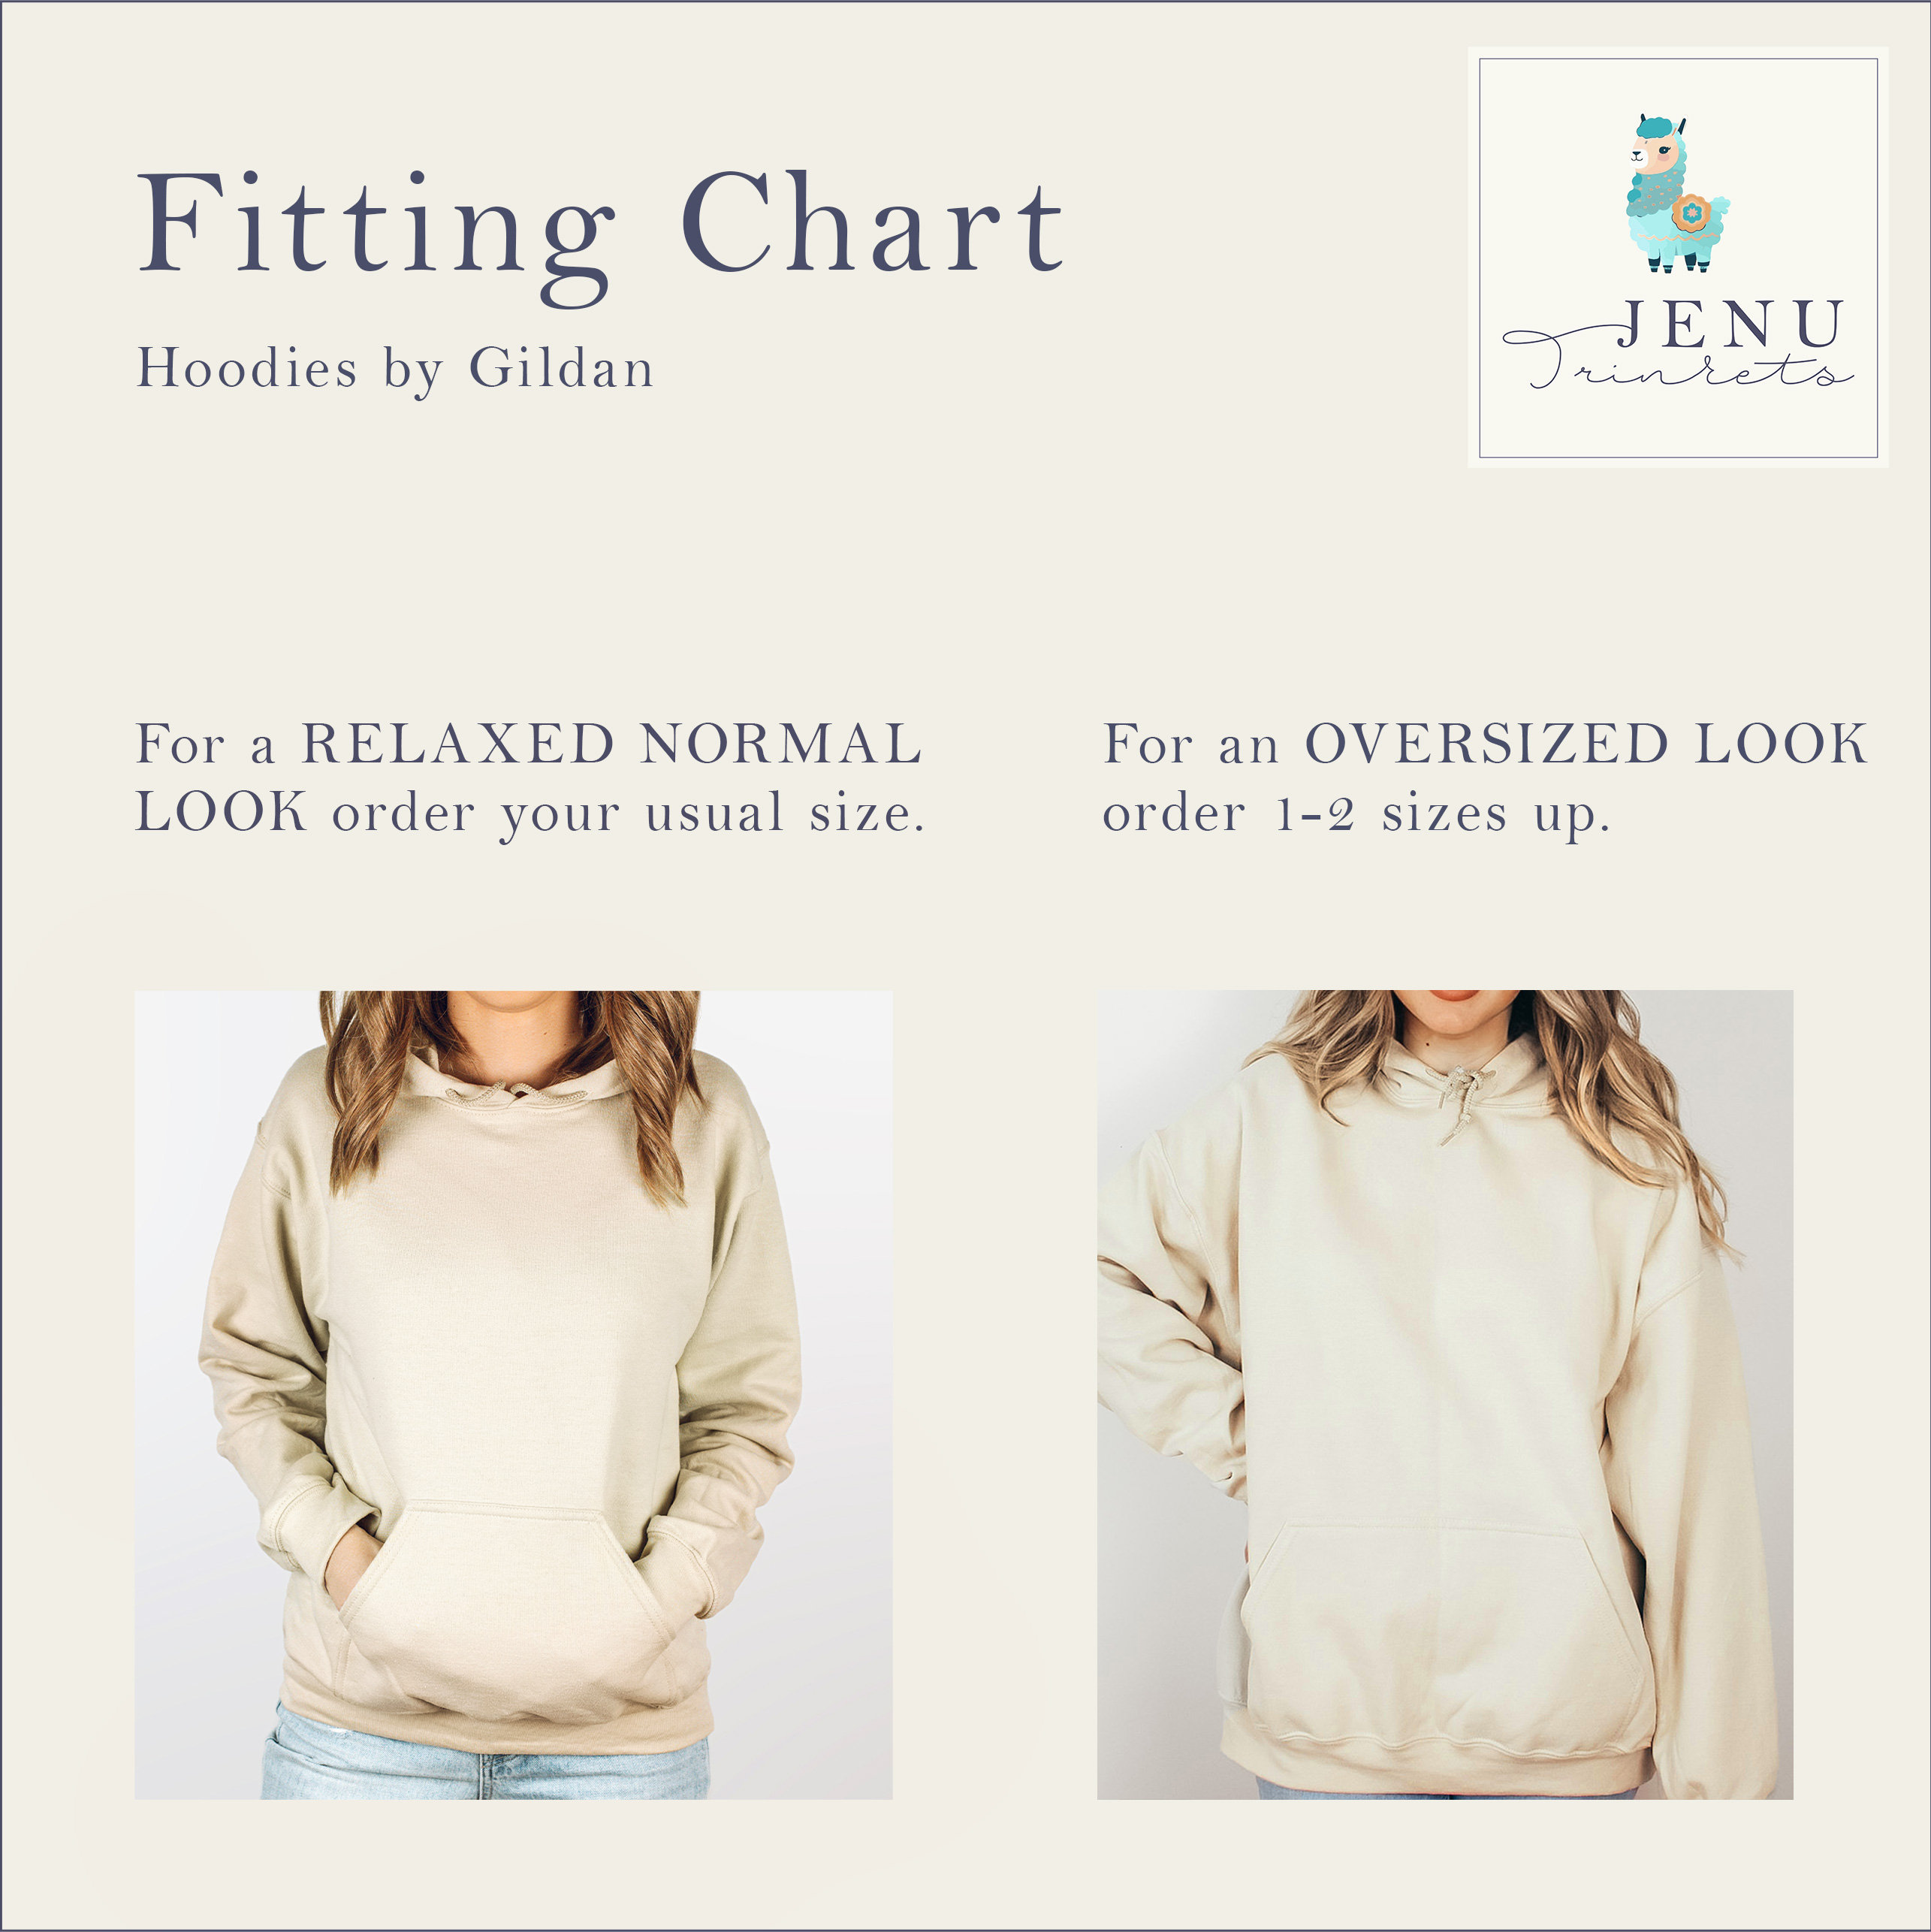 Fitting Chart
Hoodies by Gildan
JENU
Trinrets
For a RELAXED NORMAL
LOOK order your usual size.
For an OVERSIZED LOOK
order 1-2 sizes up.